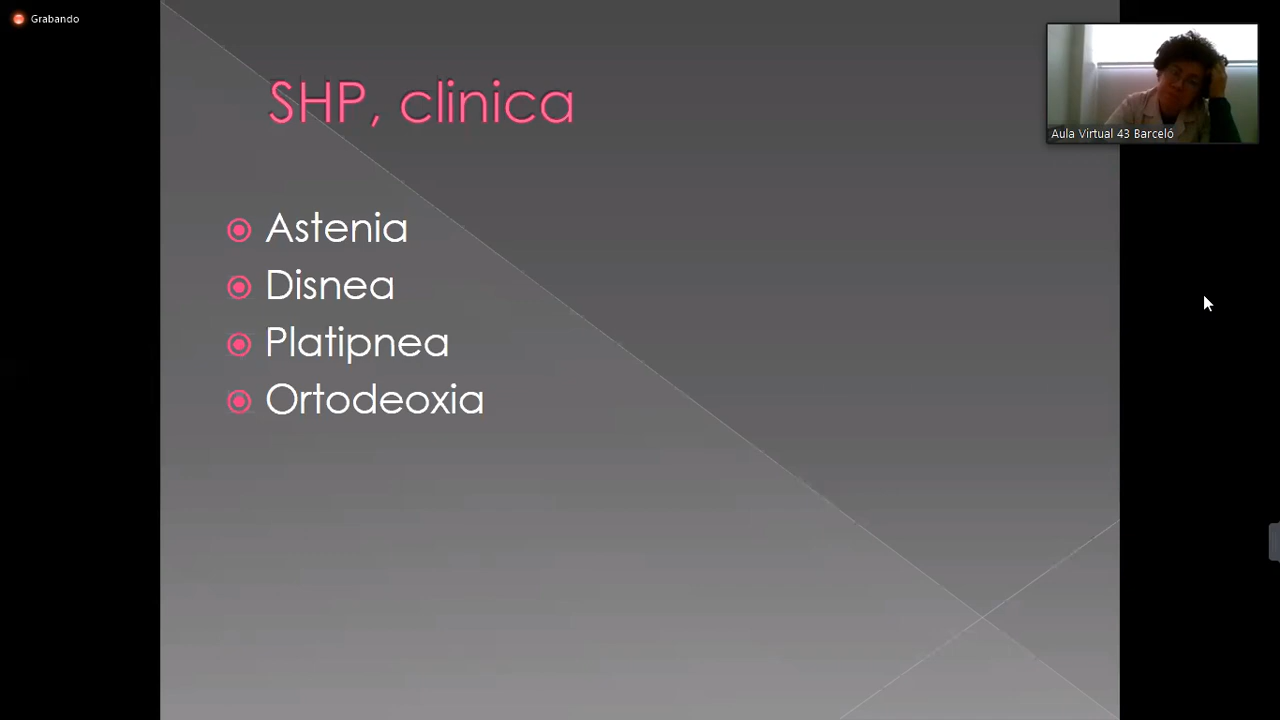 Grabando
SHP, clinica
Aula Virtual 43 Barceló
Astenia
Disnea
Platipnea
Ortodeoxia